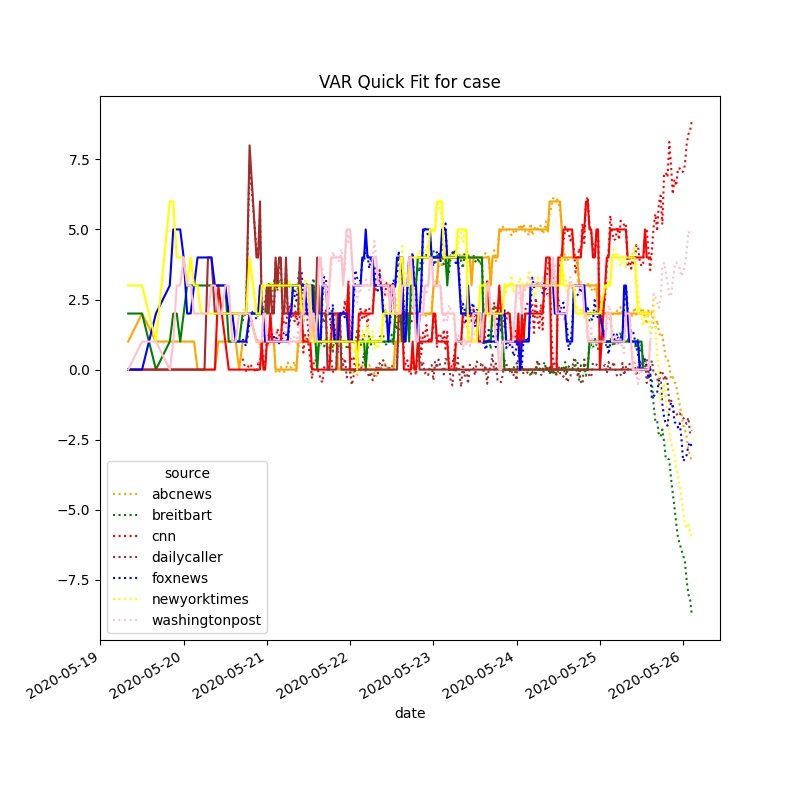 VAR Quick Fit for case
7.5
5.0
2.5
0.0
−2.5
−5.0
−7.5
source
abcnews
breitbart
cnn
dailycaller
foxnews
newyorktimes
washingtonpost
2020-05-19
2020-05-20
2020-05-21
2020-05-22
2020-05-23
2020-05-24
2020-05-25
2020-05-26
date